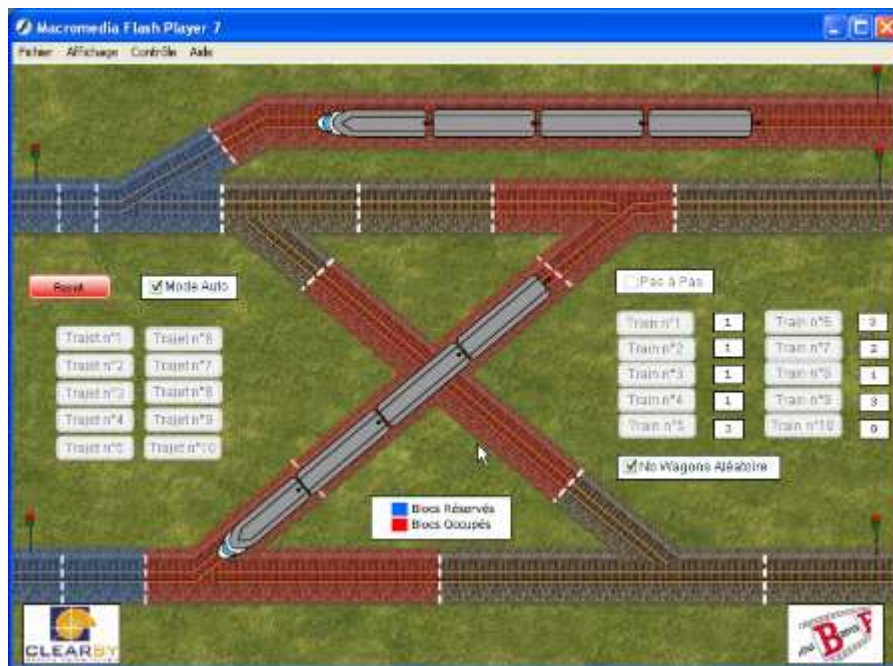 Macromedia Flash Player 7
Fichier Affichage Contrôle Aide
Reset
Mode Auto
Pas à Pas
Trajet n°1 Trajet n°6
Trajet n°2 Trajet n°7
Trajet n°3 Trajet n°8
Trajet n°4 Trajet n°9
Trajet n°5 Trajet n°10
Train n°1 1 Train n°6 3
Train n°2 1 Train n°7 2
Train n°3 1 Train n°8 1
Train n°4 1 Train n°9 3
Train n°5 3 Train n°10 0
No Wagons Aléatoire
Blocs Réservés
Blocs Occupés
CLEARSY